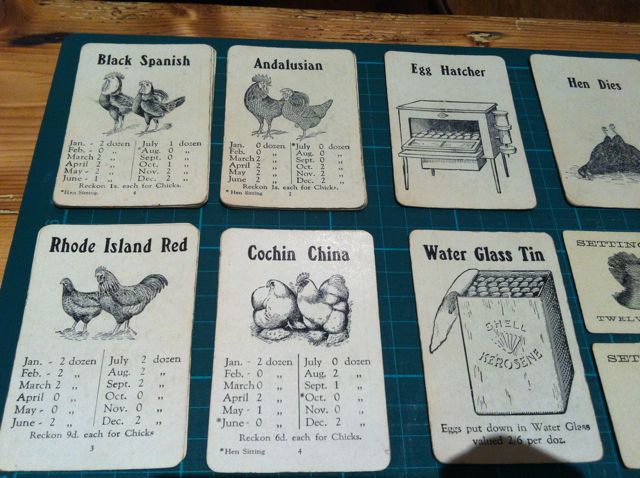 Black Spanish
Jan. - 2 dozen July 1 dozen
Feb. - 0 „ Aug. 0 „
March 2 „ Sept. 0 „
April 2 „ Oct. 1 „
May - 2 „ Nov. 2 „
June - 1 „ Dec. 2 „
Reckon 1s. each for Chicks.
*Hen Sitting 4
Andalusian
Jan. - 0 dozen *July 0 dozen
Feb. 0 „ Aug. 0 „
March 2 „ Sept. 0 „
April 2 „ Oct. 2 „
May - 2 „ Nov. 2 „
June 2 „ Dec. 2 „
Reckon 1s. each for Chicks.
*Hen Sitting 2
Egg Hatcher
Hen Dies
Rhode Island Red
Jan. - 2 dozen July 2 dozen
Feb. - 2 „ Aug. 2 „
March 2 „ Sept. 2 „
April 0 „ Oct. 0 „
May - 0 „ Nov. 0 „
June - 2 „ Dec. 2 „
Reckon 9d. each for Chicks
3
Cochin China
Jan. - 2 dozen July 0 dozen
Feb. - 0 „ Aug. 2 „
March 0 „ Sept. 1 „
April 2 „ *Oct. 0 „
May - 1 „ Nov. 0 „
*June - 0 „ Dec. 2 „
Reckon 6d. each for Chicks.
*Hen Sitting 4
Water Glass Tin
SHELL
KEROSENE
Eggs put down in Water Glass
valued 2/6 per doz.
SETTING
TWELV
SETTIN